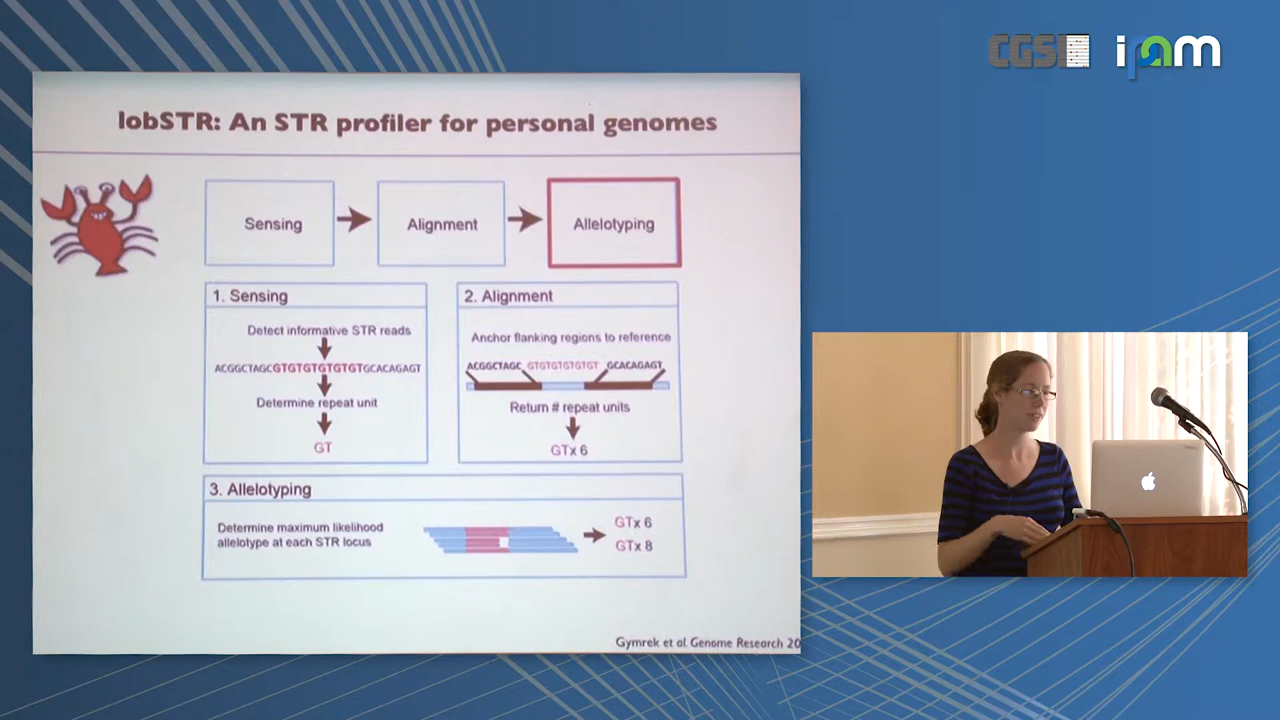 CGSI ipam
lobSTR: An STR profiler for personal genomes
Sensing
Alignment
Allelotyping
1. Sensing
Detect informative STR reads
ACGGCTAGCGTGTGTGTGTGTGCACAGAGT
Determine repeat unit
GT
2. Alignment
Anchor flanking regions to reference
ACGGCTAGC GTGTGTGTGTGT GCACAGAGT
Return # repeat units
GTx 6
3. Allelotyping
Determine maximum likelihood
allelotype at each STR locus
GTx 6
GTx 8
Gymrek et al. Genome Research 20